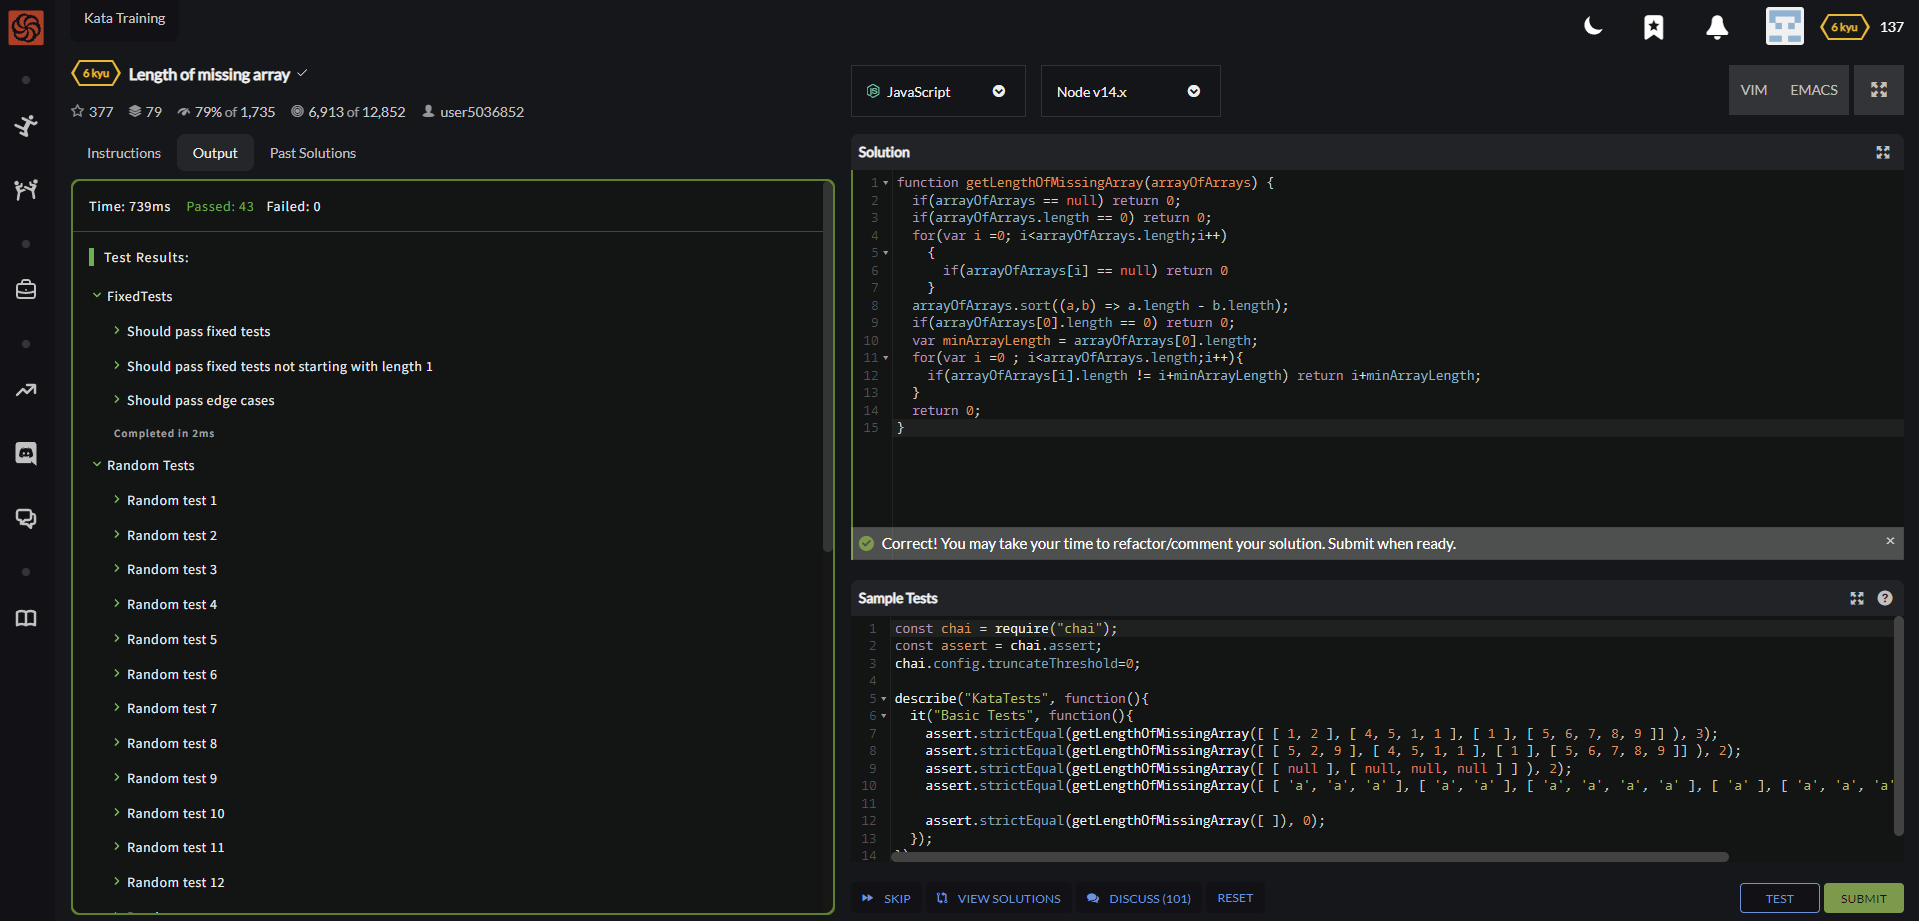 Kata Training
6 kyu
137
6 kyu Length of missing array
377 79 79% of 1,735 6,913 of 12,852 user5036852
Instructions Output Past Solutions
Time: 739ms Passed: 43 Failed: 0
Test Results:
FixedTests
Should pass fixed tests
Should pass fixed tests not starting with length 1
Should pass edge cases
Completed in 2ms
Random Tests
Random test 1
Random test 2
Random test 3
Random test 4
Random test 5
Random test 6
Random test 7
Random test 8
Random test 9
Random test 10
Random test 11
Random test 12
JavaScript
Node v14.x
VIM EMACS
Solution
1 function getLengthOfMissingArray(arrayOfArrays) {
2 if(arrayOfArrays == null) return 0;
3 if(arrayOfArrays.length == 0) return 0;
4 for(var i =0; i<arrayOfArrays.length;i++)
5 {
6 if(arrayOfArrays[i] == null) return 0
7 }
8 arrayOfArrays.sort((a,b) => a.length - b.length);
9 if(arrayOfArrays[0].length == 0) return 0;
10 var minArrayLength = arrayOfArrays[0].length;
11 for(var i =0 ; i<arrayOfArrays.length;i++){
12 if(arrayOfArrays[i].length != i+minArrayLength) return i+minArrayLength;
13 }
14 return 0;
15 }
Correct! You may take your time to refactor/comment your solution. Submit when ready.
Sample Tests
1 const chai = require("chai");
2 const assert = chai.assert;
3 chai.config.truncateThreshold=0;
4
5 describe("KataTests", function(){
6 it("Basic Tests", function(){
7 assert.strictEqual(getLengthOfMissingArray([ [ 1, 2 ], [ 4, 5, 1, 1 ], [ 1 ], [ 5, 6, 7, 8, 9 ]] ), 3);
8 assert.strictEqual(getLengthOfMissingArray([ [ 5, 2, 9 ], [ 4, 5, 1, 1 ], [ 1 ], [ 5, 6, 7, 8, 9 ]] ), 2);
9 assert.strictEqual(getLengthOfMissingArray([ [ null ], [ null, null, null ] ] ), 2);
10 assert.strictEqual(getLengthOfMissingArray([ [ 'a', 'a', 'a' ], [ 'a', 'a' ], [ 'a', 'a', 'a', 'a' ], [ 'a' ], [ 'a', 'a', 'a'
11
12 assert.strictEqual(getLengthOfMissingArray([ ]), 0);
13 });
14
SKIP VIEW SOLUTIONS DISCUSS (101) RESET
TEST SUBMIT